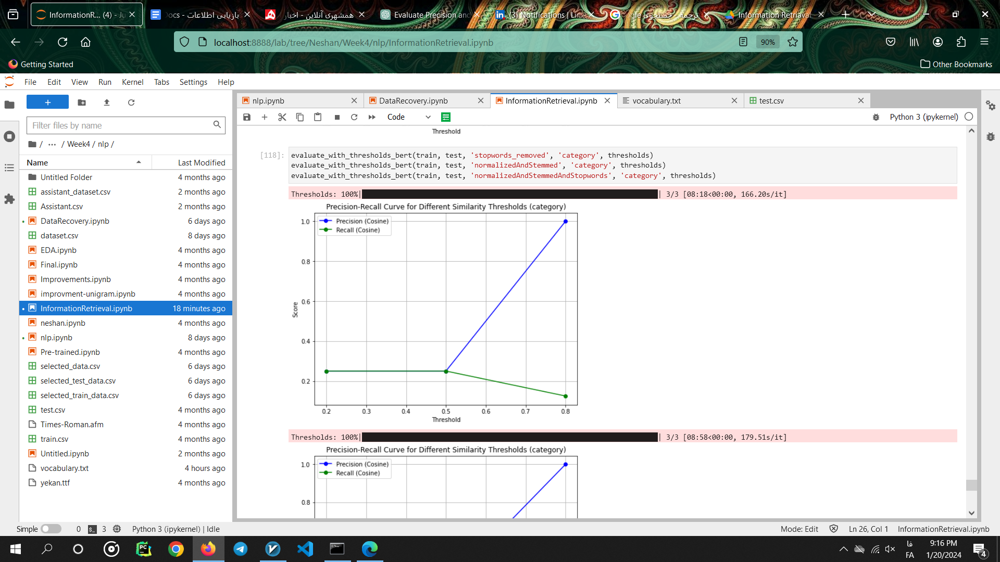 InformationR... (4) - Ju
بازیابی اطلاعات - Docs
همشهری آنلاین - اخبار
Evaluate Precision and
(3) Notifications | Link
ترجمه - جستجوی Google
Information Retrieval
localhost:8888/lab/tree/Neshan/Week4/nlp/InformationRetrieval.ipynb
90%
Getting Started
Other Bookmarks
File Edit View Run Kernel Tabs Settings Help
nlp.ipynb
DataRecovery.ipynb
InformationRetrieval.ipynb
vocabulary.txt
test.csv
Code
Python 3 (ipykernel)
Filter files by name
/ ... / Week4 / nlp /
Name Last Modified
Untitled Folder 4 months ago
assistant_dataset.csv 2 months ago
Assistant.csv 2 months ago
DataRecovery.ipynb 6 days ago
dataset.csv 8 days ago
EDA.ipynb 4 months ago
Final.ipynb 4 months ago
Improvements.ipynb 4 months ago
improvment-unigram.ipynb 4 months ago
InformationRetrieval.ipynb 18 minutes ago
neshan.ipynb 4 months ago
nlp.ipynb 8 days ago
Pre-trained.ipynb 4 months ago
selected_data.csv 6 days ago
selected_test_data.csv 6 days ago
selected_train_data.csv 6 days ago
test.csv 4 months ago
Times-Roman.afm 4 months ago
train.csv 4 months ago
Untitled.ipynb 2 months ago
vocabulary.txt 4 hours ago
yekan.ttf 4 months ago
Threshold
[118]:
evaluate_with_thresholds_bert(train, test, 'stopwords_removed', 'category', thresholds)
evaluate_with_thresholds_bert(train, test, 'normalizedAndStemmed', 'category', thresholds)
evaluate_with_thresholds_bert(train, test, 'normalizedAndStemmedAndStopwords', 'category', thresholds)
Thresholds: 100%| | 3/3 [08:18<00:00, 166.20s/it]
Precision-Recall Curve for Different Similarity Thresholds (category)
Precision (Cosine)
Recall (Cosine)
1.0
0.8
0.6
0.4
0.2
Score
0.2 0.3 0.4 0.5 0.6 0.7 0.8
Threshold
Thresholds: 100%| | 3/3 [08:58<00:00, 179.51s/it]
Precision-Recall Curve for Different Similarity Thresholds (category)
Precision (Cosine)
Recall (Cosine)
1.0
0.8
Simple 0 3 Python 3 (ipykernel) | Idle
Mode: Edit Ln 26, Col 1 InformationRetrieval.ipynb
فا
FA
9:16 PM
1/20/2024
4